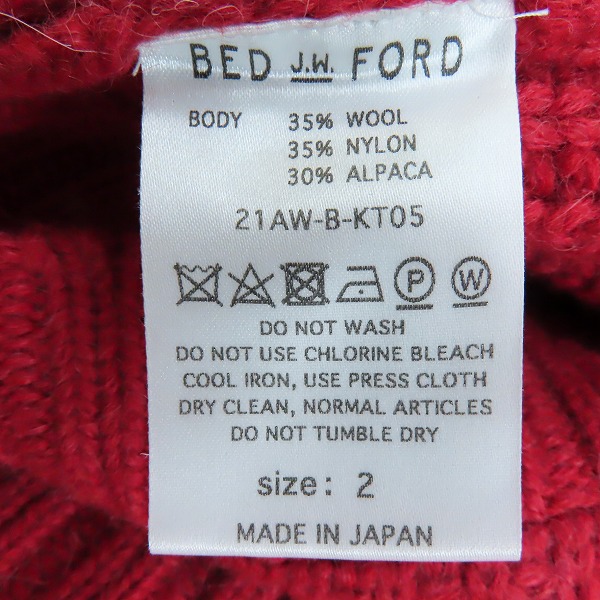 BED J.W. FORD
BODY 35% WOOL
35% NYLON
30% ALPACA
21AW-B-KT05
P W
DO NOT WASH
DO NOT USE CHLORINE BLEACH
COOL IRON, USE PRESS CLOTH
DRY CLEAN, NORMAL ARTICLES
DO NOT TUMBLE DRY
size: 2
MADE IN JAPAN